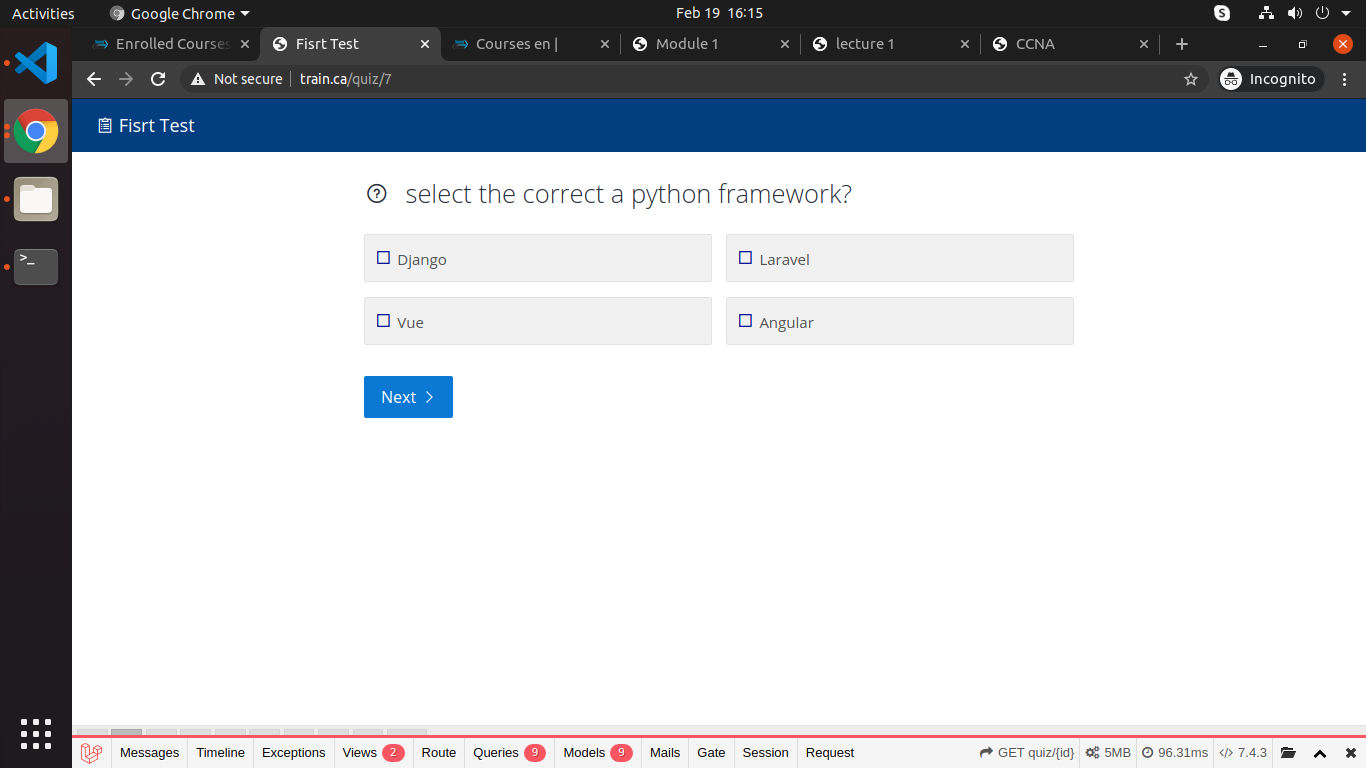 Activities Google Chrome Feb 19 16:15
Enrolled Courses Fisrt Test Courses en | Module 1 lecture 1 CCNA
Not secure train.ca/quiz/7 Incognito
Fisrt Test
select the correct a python framework?
Django Laravel
Vue Angular
Next
Messages Timeline Exceptions Views 2 Route Queries 9 Models 9 Mails Gate Session Request GET quiz/{id} 5MB 96.31ms 7.4.3